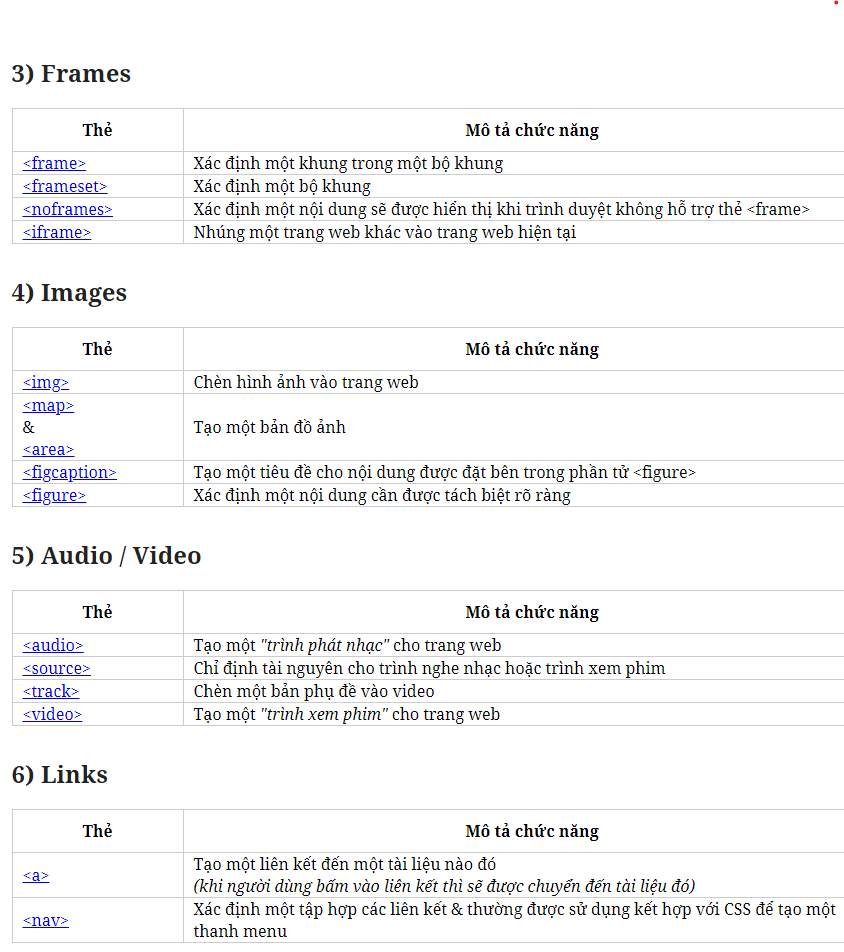 3) Frames
Thẻ Mô tả chức năng
<frame> Xác định một khung trong một bộ khung
<frameset> Xác định một bộ khung
<noframes> Xác định một nội dung sẽ được hiển thị khi trình duyệt không hỗ trợ thẻ <frame>
<iframe> Nhúng một trang web khác vào trang web hiện tại
4) Images
Thẻ Mô tả chức năng
<img> Chèn hình ảnh vào trang web
<map>
& Tạo một bản đồ ảnh
<area>
<figcaption> Tạo một tiêu đề cho nội dung được đặt bên trong phần tử <figure>
<figure> Xác định một nội dung cần được tách biệt rõ ràng
5) Audio / Video
Thẻ Mô tả chức năng
<audio> Tạo một "trình phát nhạc" cho trang web
<source> Chỉ định tài nguyên cho trình nghe nhạc hoặc trình xem phim
<track> Chèn một bản phụ đề vào video
<video> Tạo một "trình xem phim" cho trang web
6) Links
Thẻ Mô tả chức năng
<a> Tạo một liên kết đến một tài liệu nào đó
(khi người dùng bấm vào liên kết thì sẽ được chuyển đến tài liệu đó)
<nav> Xác định một tập hợp các liên kết & thường được sử dụng kết hợp với CSS để tạo một
thanh menu